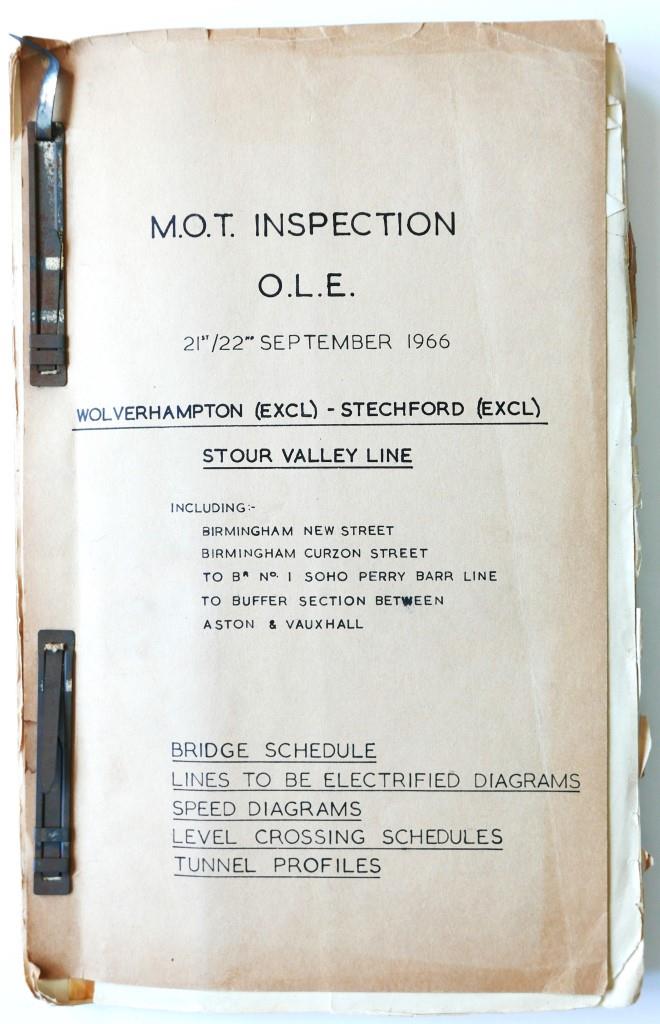 M.O.T. INSPECTION
O.L.E.
21ST/22ND SEPTEMBER 1966
WOLVERHAMPTON (EXCL) - STECHFORD (EXCL)
STOUR VALLEY LINE
INCLUDING:-
BIRMINGHAM NEW STREET
BIRMINGHAM CURZON STREET
TO BR No. 1 SOHO PERRY BARR LINE
TO BUFFER SECTION BETWEEN
ASTON & VAUXHALL
BRIDGE SCHEDULE
LINES TO BE ELECTRIFIED DIAGRAMS
SPEED DIAGRAMS
LEVEL CROSSING SCHEDULES
TUNNEL PROFILES